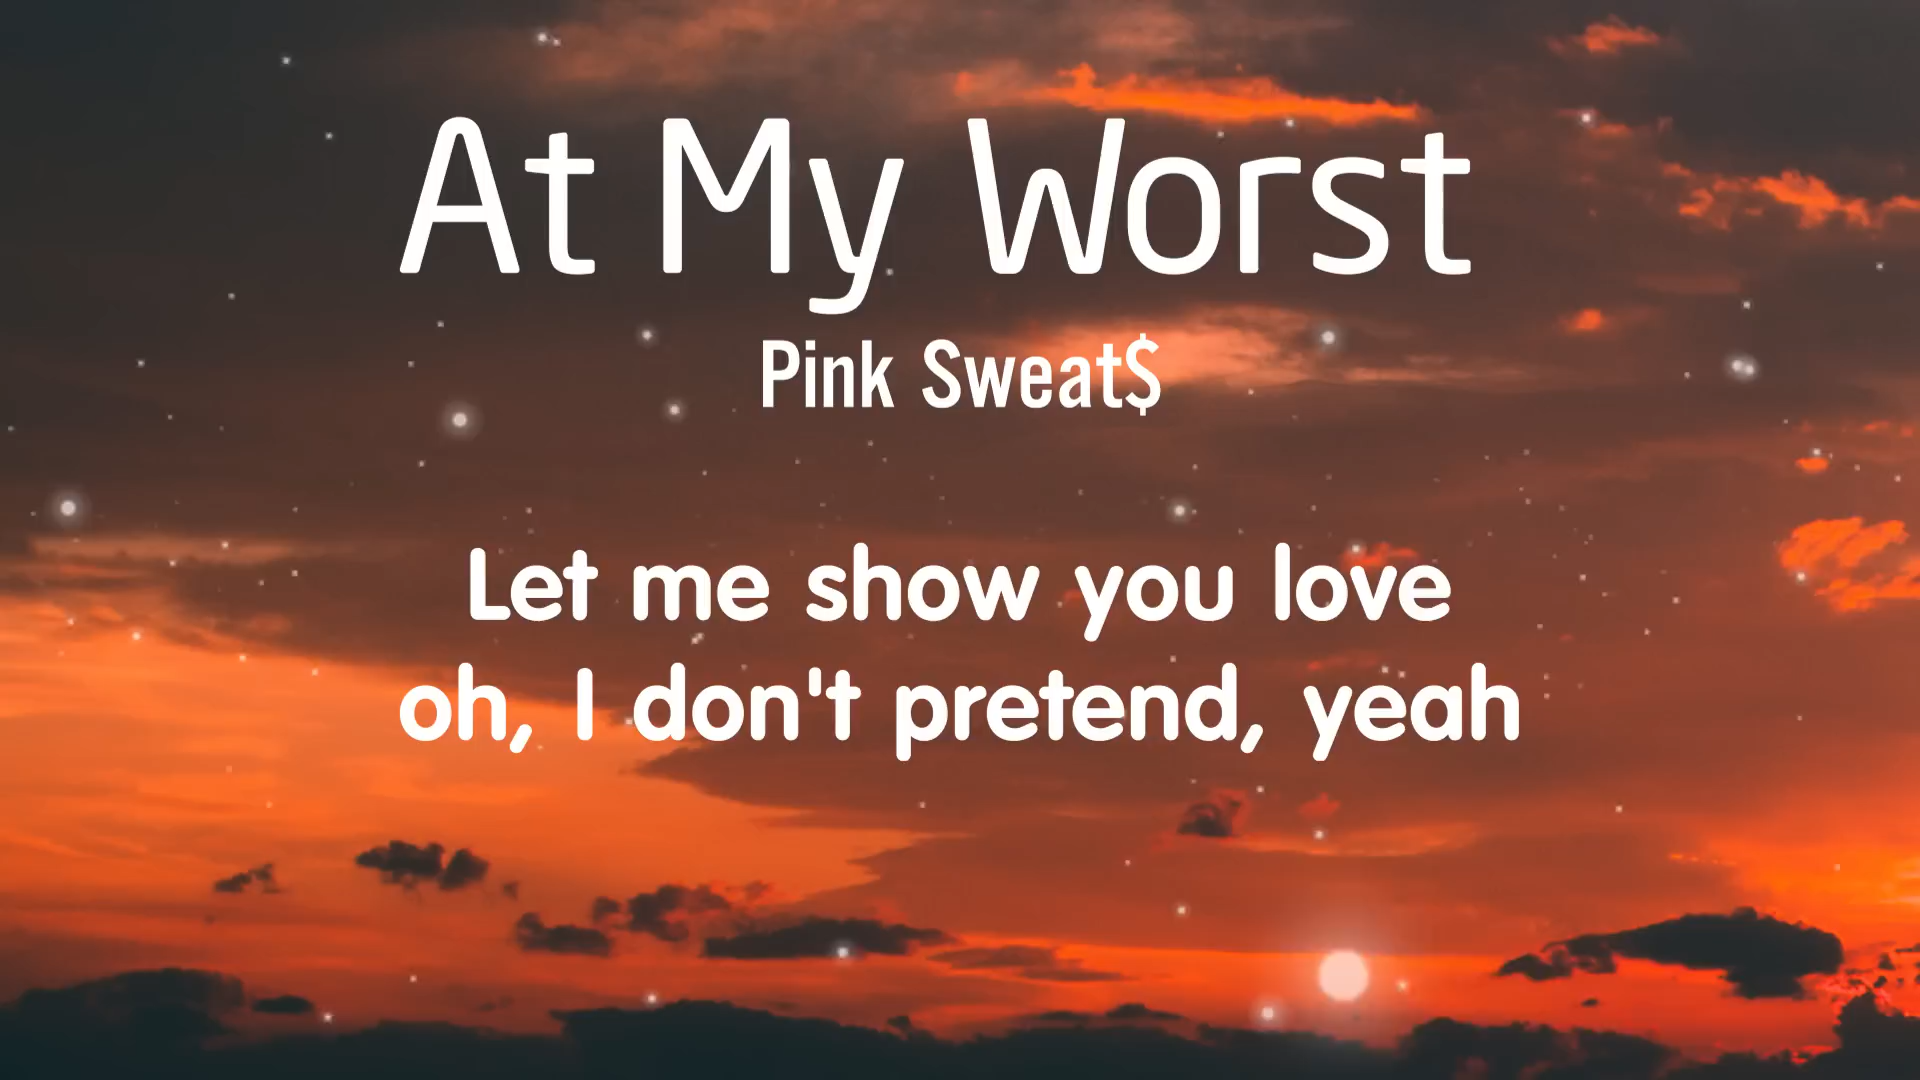 At My Worst
Pink Sweat$
Let me show you love
oh, I don't pretend, yeah